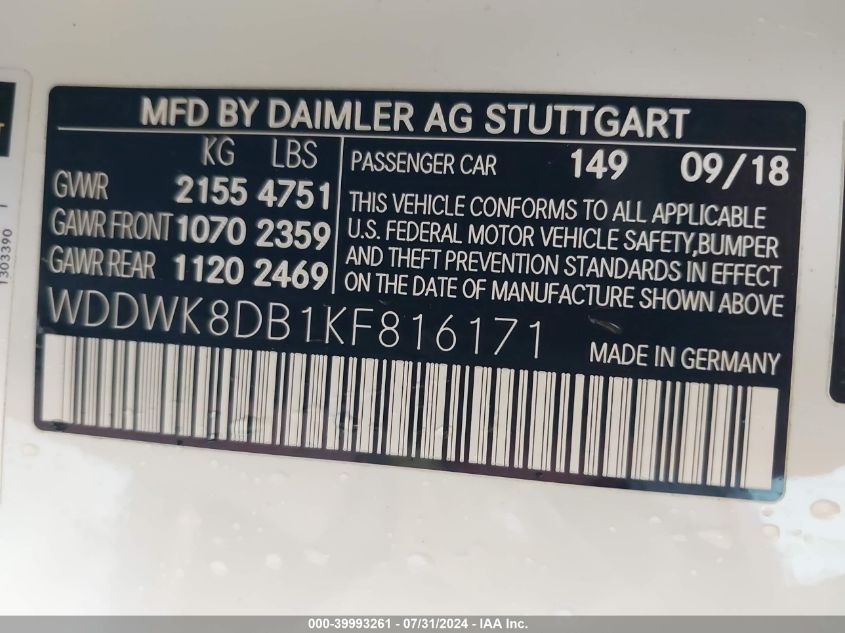 MFD BY DAIMLER AG STUTTGART
KG LBS
GVWR 2155 4751
GAWR FRONT 1070 2359
GAWR REAR 1120 2469
PASSENGER CAR 149 09/18
THIS VEHICLE CONFORMS TO ALL APPLICABLE
U.S. FEDERAL MOTOR VEHICLE SAFETY,BUMPER
AND THEFT PREVENTION STANDARDS IN EFFECT
ON THE DATE OF MANUFACTURE SHOWN ABOVE
WDDWK8DB1KF816171
MADE IN GERMANY
1303390
000-39993261 / 07/31/2024 - IAA Inc.